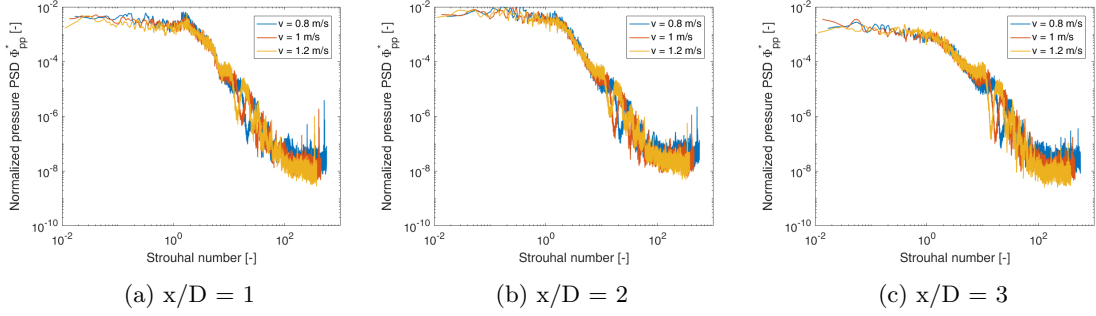 10^-2
10^-4
10^-6
10^-8
10^-10
Normalized pressure PSD Φ*pp [-]
v = 0.8 m/s
v = 1 m/s
v = 1.2 m/s
10^-2
10^0
10^2
Strouhal number [-]
(a) x/D = 1
10^-2
10^-4
10^-6
10^-8
10^-10
Normalized pressure PSD Φ*pp [-]
v = 0.8 m/s
v = 1 m/s
v = 1.2 m/s
10^-2
10^0
10^2
Strouhal number [-]
(b) x/D = 2
10^-2
10^-4
10^-6
10^-8
10^-10
Normalized pressure PSD Φ*pp [-]
v = 0.8 m/s
v = 1 m/s
v = 1.2 m/s
10^-2
10^0
10^2
Strouhal number [-]
(c) x/D = 3